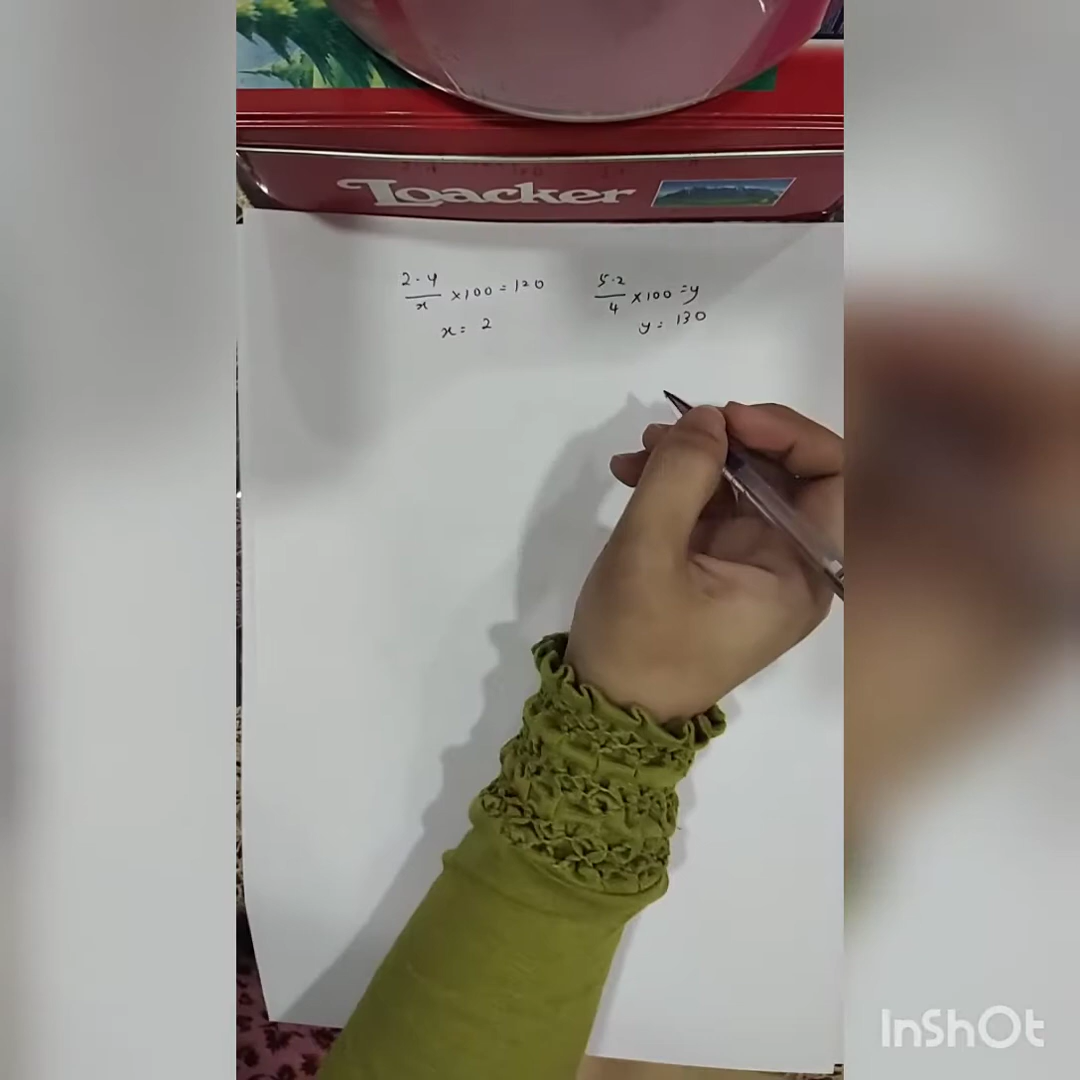 Loacker
2.4/x × 100 = 120
x = 2
5.2/4 × 100 = y
y = 130
InShOt